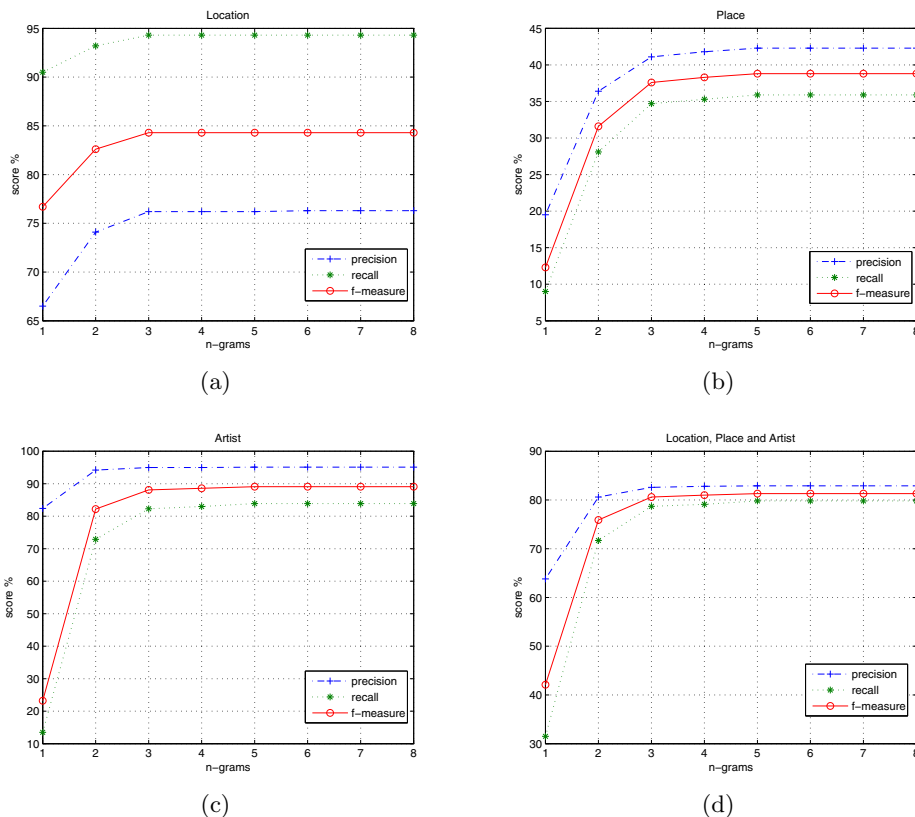 Location
95
90
85
80
75
70
65
score %
1 2 3 4 5 6 7 8
n-grams
precision
recall
f-measure
(a)
Place
45
40
35
30
25
20
15
10
5
score %
1 2 3 4 5 6 7 8
n-grams
precision
recall
f-measure
(b)
Artist
100
90
80
70
60
50
40
30
20
10
score %
1 2 3 4 5 6 7 8
n-grams
precision
recall
f-measure
(c)
Location, Place and Artist
90
80
70
60
50
40
30
score %
1 2 3 4 5 6 7 8
n-grams
precision
recall
f-measure
(d)